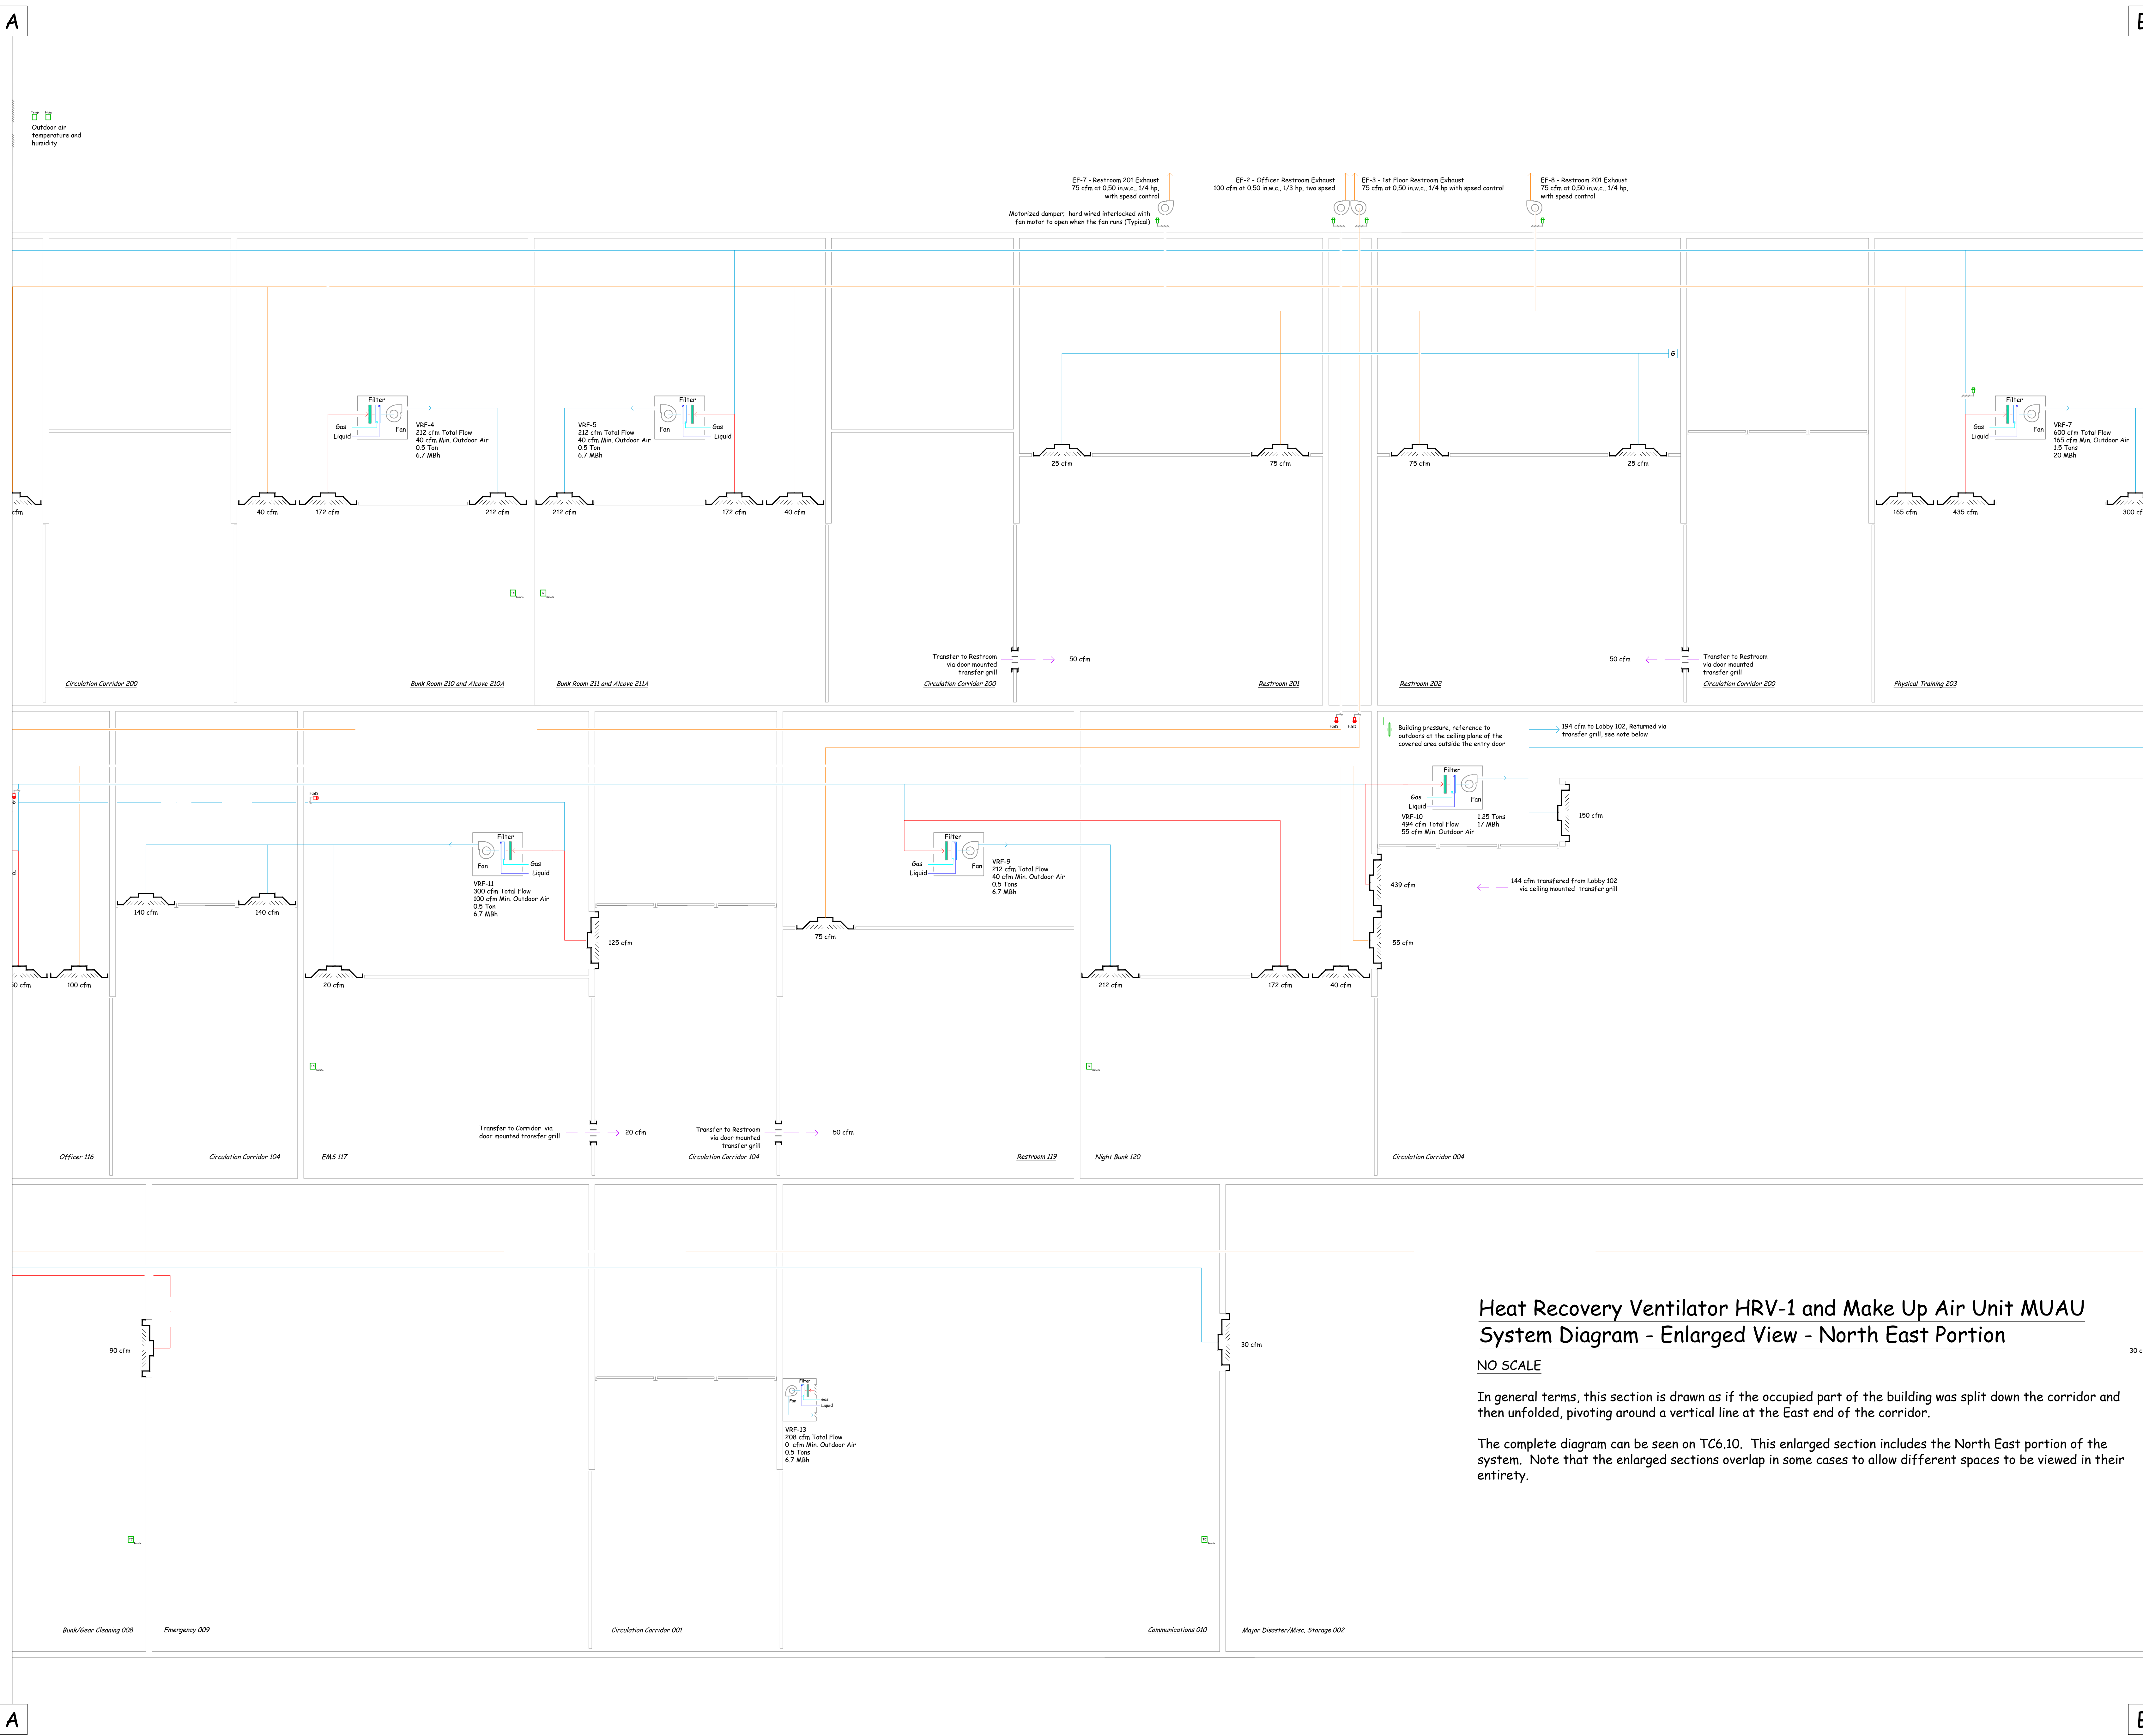 A
Outdoor air
temperature and
humidity
EF-7 - Restroom 201 Exhaust
75 cfm at 0.50 in.w.c., 1/4 hp,
with speed control
Motorized damper;  hard wired interlocked with
fan motor to open when the fan runs (Typical)
EF-2 - Officer Restroom Exhaust
100 cfm at 0.50 in.w.c., 1/3 hp, two speed
EF-3 - 1st Floor Restroom Exhaust
75 cfm at 0.50 in.w.c., 1/4 hp with speed control
EF-8 - Restroom 201 Exhaust
75 cfm at 0.50 in.w.c., 1/4 hp,
with speed control
G
Filter
Gas
Liquid
Fan
VRF-4
212 cfm Total Flow
40 cfm Min. Outdoor Air
0.5 Ton
6.7 MBh
VRF-5
212 cfm Total Flow
40 cfm Min. Outdoor Air
0.5 Ton
6.7 MBh
Filter
Fan
Gas
Liquid
Filter
Gas
Liquid
Fan
VRF-7
600 cfm Total Flow
165 cfm Min. Outdoor Air
1.5 Tons
20 MBh
25 cfm
75 cfm
75 cfm
25 cfm
cfm
40 cfm
172 cfm
212 cfm
212 cfm
172 cfm
40 cfm
165 cfm
435 cfm
300 cf
Transfer to Restroom
via door mounted
transfer grill
50 cfm
50 cfm
Transfer to Restroom
via door mounted
transfer grill
Circulation Corridor 200
Bunk Room 210 and Alcove 210A
Bunk Room 211 and Alcove 211A
Circulation Corridor 200
Restroom 201
Restroom 202
Circulation Corridor 200
Physical Training 203
FSD
FSD
Building pressure, reference to
outdoors at the ceiling plane of the
covered area outside the entry door
194 cfm to Lobby 102, Returned via
transfer grill, see note below
Filter
Gas
Liquid
Fan
VRF-10
494 cfm Total Flow
55 cfm Min. Outdoor Air
1.25 Tons
17 MBh
150 cfm
FSD
Filter
Fan
Gas
Liquid
VRF-11
300 cfm Total Flow
100 cfm Min. Outdoor Air
0.5 Ton
6.7 MBh
Filter
Gas
Liquid
Fan
VRF-9
212 cfm Total Flow
40 cfm Min. Outdoor Air
0.5 Tons
6.7 MBh
439 cfm
144 cfm transfered from Lobby 102
via ceiling mounted  transfer grill
140 cfm
140 cfm
125 cfm
75 cfm
55 cfm
0 cfm
100 cfm
20 cfm
212 cfm
172 cfm
40 cfm
Transfer to Corridor  via
door mounted transfer grill
20 cfm
Transfer to Restroom
via door mounted
transfer grill
50 cfm
Officer 116
Circulation Corridor 104
EMS 117
Circulation Corridor 104
Restroom 119
Night Bunk 120
Circulation Corridor 004
90 cfm
30 cfm
30 c
Filter
Fan
Gas
Liquid
VRF-13
208 cfm Total Flow
0  cfm Min. Outdoor Air
0.5 Tons
6.7 MBh
Heat Recovery Ventilator HRV-1 and Make Up Air Unit MUAU
System Diagram - Enlarged View - North East Portion
NO SCALE
In general terms, this section is drawn as if the occupied part of the building was split down the corridor and
then unfolded, pivoting around a vertical line at the East end of the corridor.
The complete diagram can be seen on TC6.10.  This enlarged section includes the North East portion of the
system.  Note that the enlarged sections overlap in some cases to allow different spaces to be viewed in their
entirety.
Bunk/Gear Cleaning 008
Emergency 009
Circulation Corridor 001
Communications 010
Major Disaster/Misc. Storage 002
A